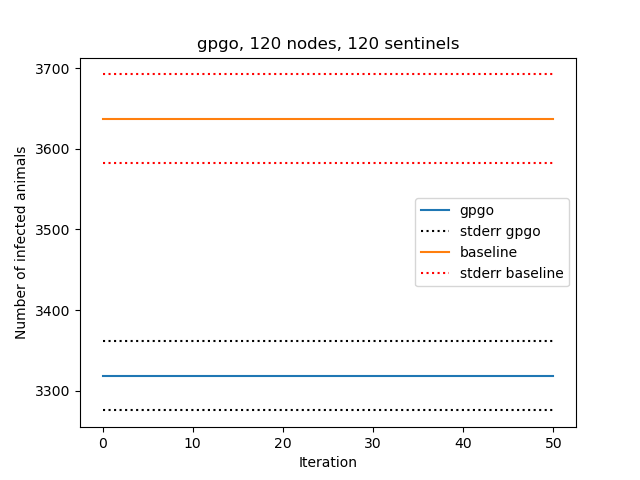 gpgo, 120 nodes, 120 sentinels
Number of infected animals
3700
3600
3500
3400
3300
gpgo
stderr gpgo
baseline
stderr baseline
0 10 20 30 40 50
Iteration